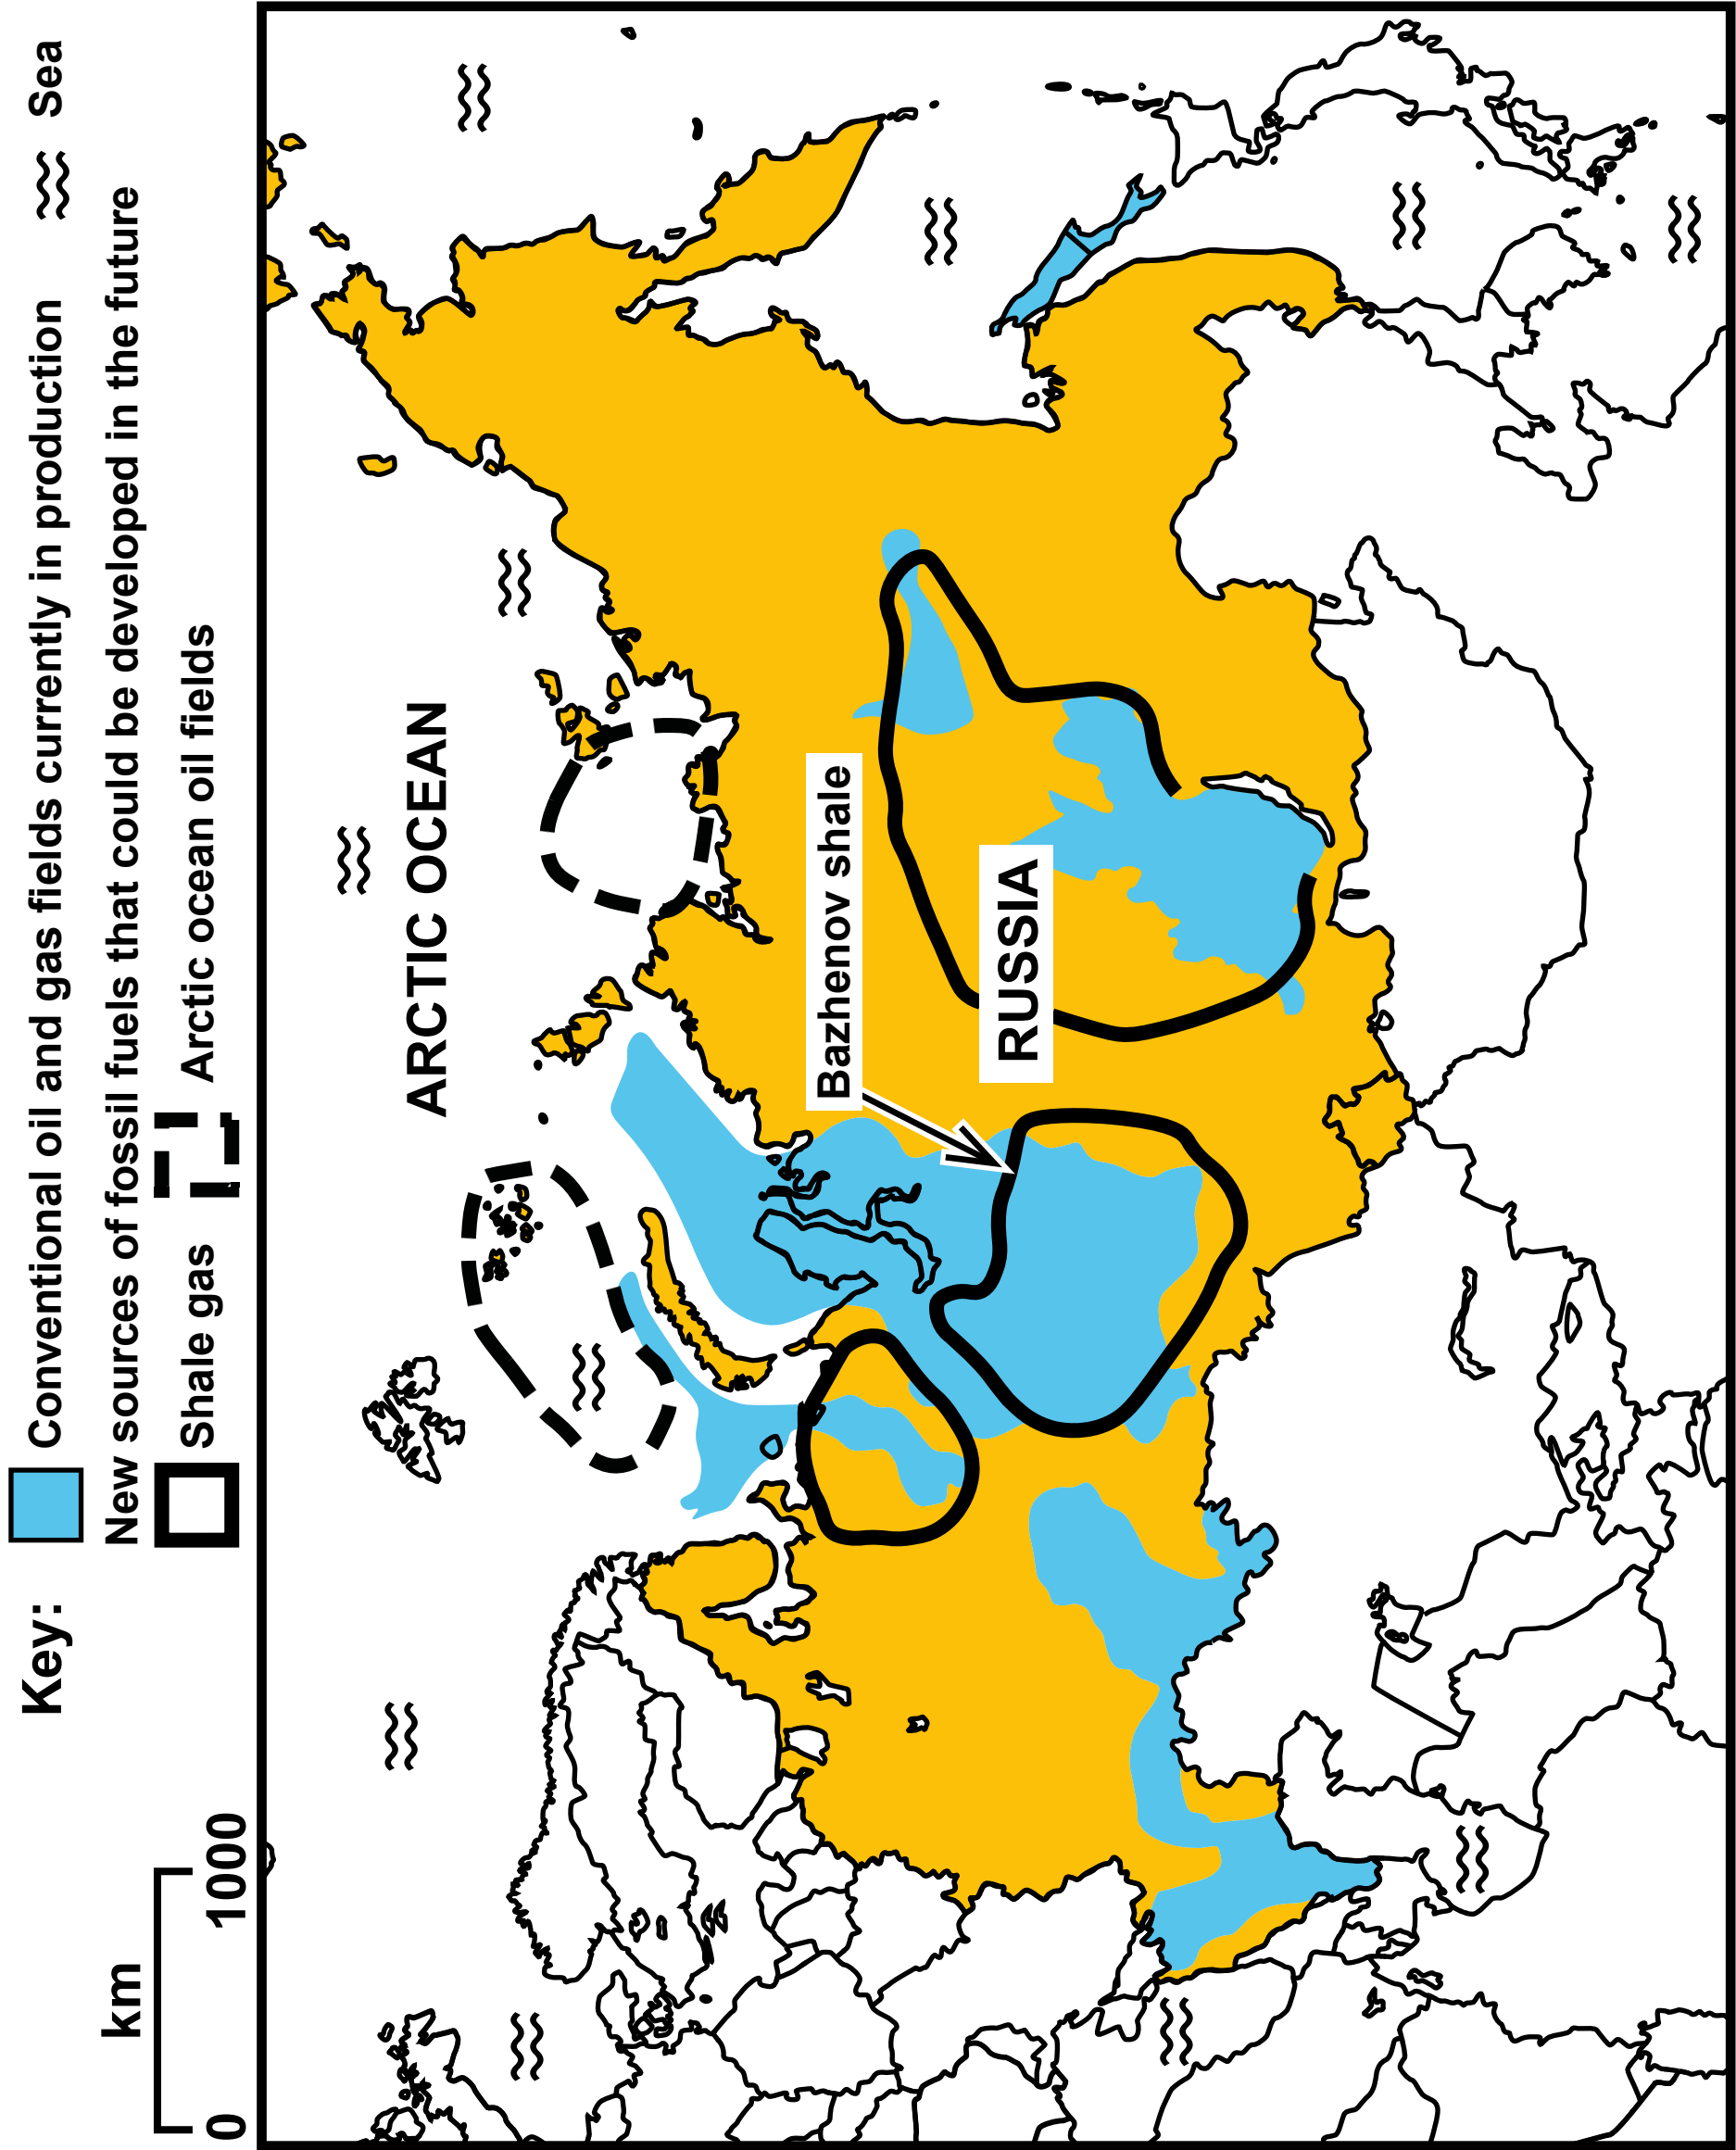 Key: Conventional oil and gas fields currently in production Sea
New sources of fossil fuels that could be developed in the future
Shale gas Arctic ocean oil fields
km
0 1000
ARCTIC OCEAN
Bazhenov shale
RUSSIA